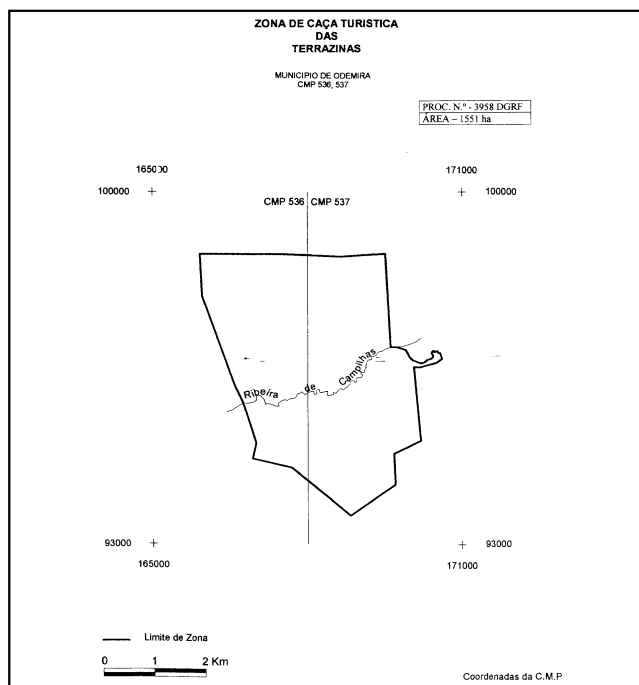 ZONA DE CAÇA TURISTICA
DAS
TERRAZINAS
MUNICIPIO DE ODEMIRA
CMP 536, 537
PROC. N.º - 3958 DGRF
ÁREA – 1551 ha
165000 171000
100000 100000
CMP 536 CMP 537
Ribeira de Campilhas
93000 93000
165000 171000
Limite de Zona
0 1 2 Km
Coordenadas da C.M.P